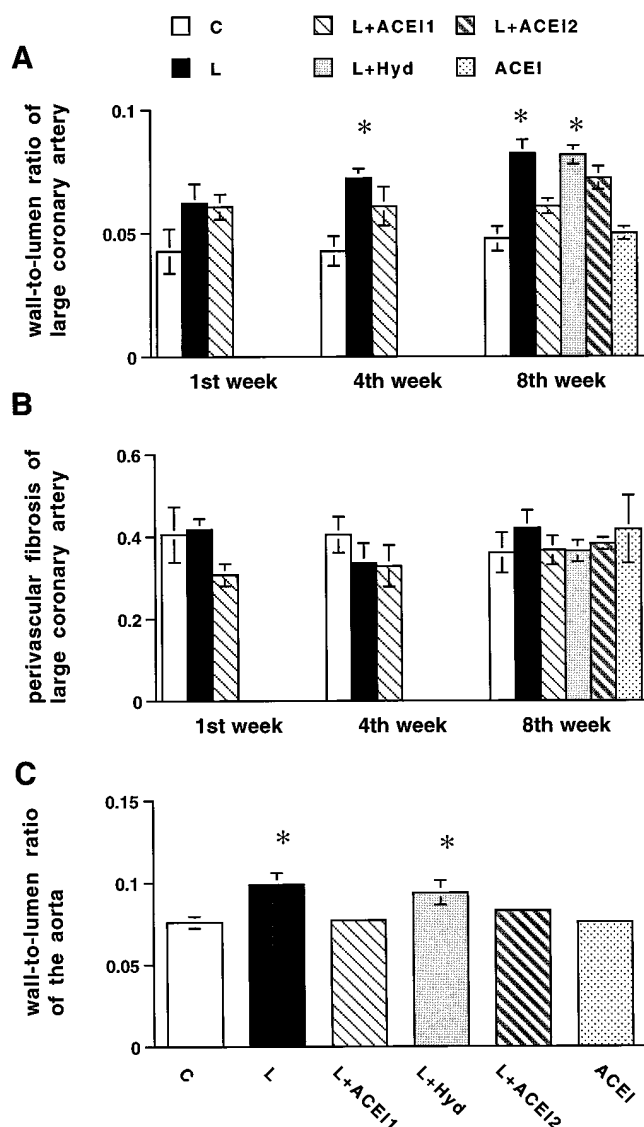 C L+ACEI1 L+ACEI2
L L+Hyd ACEI
A
wall-to-lumen ratio of
large coronary artery
0.1
0.05
0
* * *
1st week 4th week 8th week
B
perivascular fibrosis of
large coronary artery
0.6
0.4
0.2
0
1st week 4th week 8th week
C
wall-to-lumen ratio
of the aorta
0.15
0.1
0.05
0
* *
C L L+ACEI1 L+Hyd L+ACEI2 ACEI